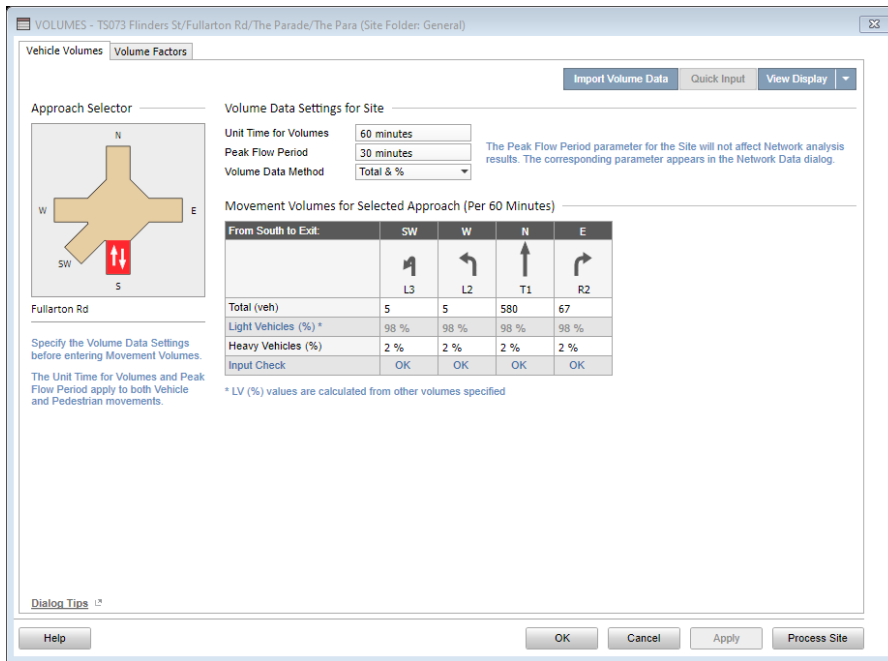 VOLUMES - TS073 Flinders St/Fullarton Rd/The Parade/The Para (Site Folder: General)
Vehicle Volumes Volume Factors
Import Volume Data Quick Input View Display
Approach Selector
N
W
E
SW
S
Fullarton Rd
Specify the Volume Data Settings
before entering Movement Volumes.
The Unit Time for Volumes and Peak
Flow Period apply to both Vehicle
and Pedestrian movements.
Volume Data Settings for Site
Unit Time for Volumes 60 minutes
Peak Flow Period 30 minutes
Volume Data Method Total & %
The Peak Flow Period parameter for the Site will not affect Network analysis
results. The corresponding parameter appears in the Network Data dialog.
Movement Volumes for Selected Approach (Per 60 Minutes)
From South to Exit: SW W N E
L3 L2 T1 R2
Total (veh) 5 5 580 67
Light Vehicles (%) * 98 % 98 % 98 % 98 %
Heavy Vehicles (%) 2 % 2 % 2 % 2 %
Input Check OK OK OK OK
* LV (%) values are calculated from other volumes specified
Dialog Tips
Help OK Cancel Apply Process Site